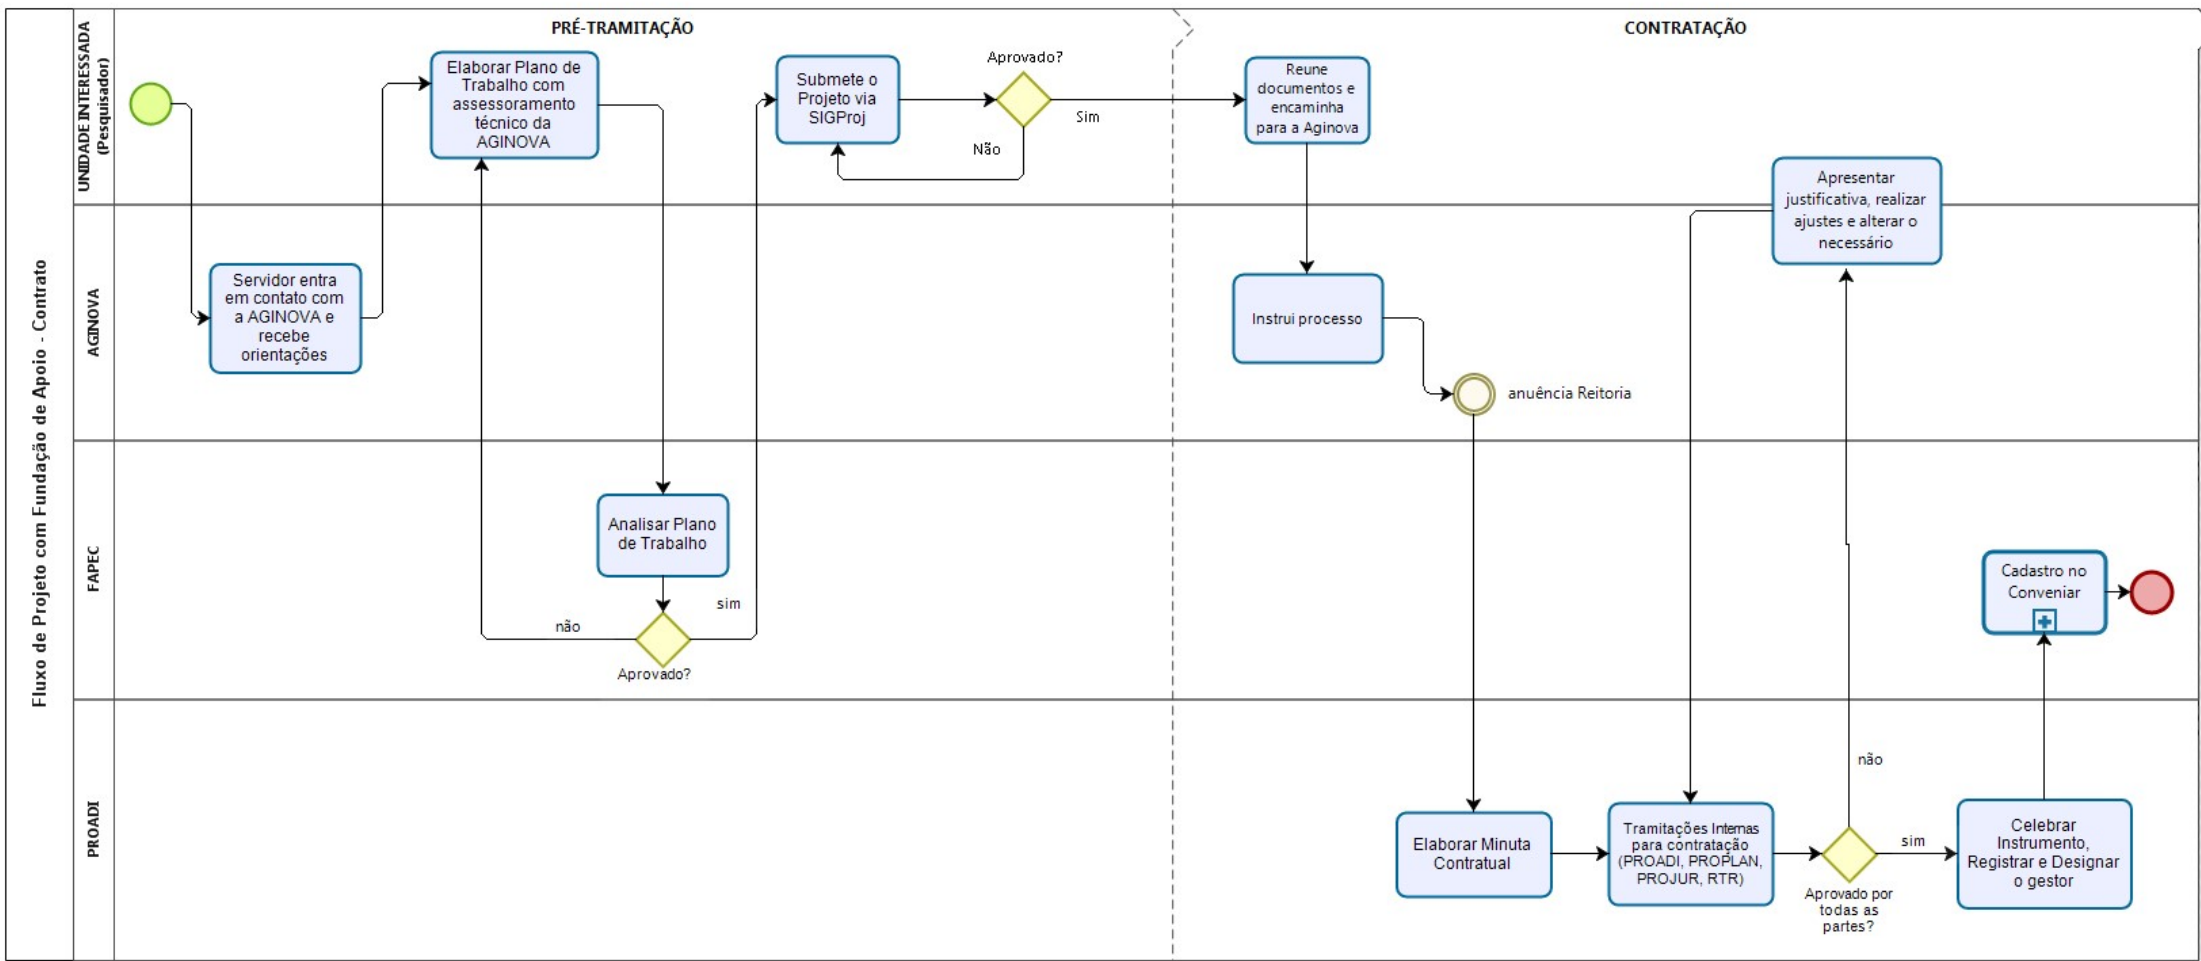 Fluxo de Projeto com Fundação de Apoio - Contrato
PRÉ-TRAMITAÇÃO
CONTRATAÇÃO
UNIDADE INTERESSADA
(Pesquisador)
Elaborar Plano de
Trabalho com
assessoramento
técnico da
AGINOVA
Submete o
Projeto via
SIGProj
Aprovado?
Sim
Não
Reune
documentos e
encaminha
para a Aginova
Apresentar
justificativa, realizar
ajustes e alterar o
necessário
AGINOVA
Servidor entra
em contato com
a AGINOVA e
recebe
orientações
Instrui processo
anuência Reitoria
FAPEC
Analisar Plano
de Trabalho
sim
não
Aprovado?
Cadastro no
Conveniar
PROADI
Elaborar Minuta
Contratual
Tramitações Internas
para contratação
(PROADI, PROPLAN,
PROJUR, RTR)
não
sim
Aprovado por
todas as
partes?
Celebrar
Instrumento,
Registrar e Designar
o gestor